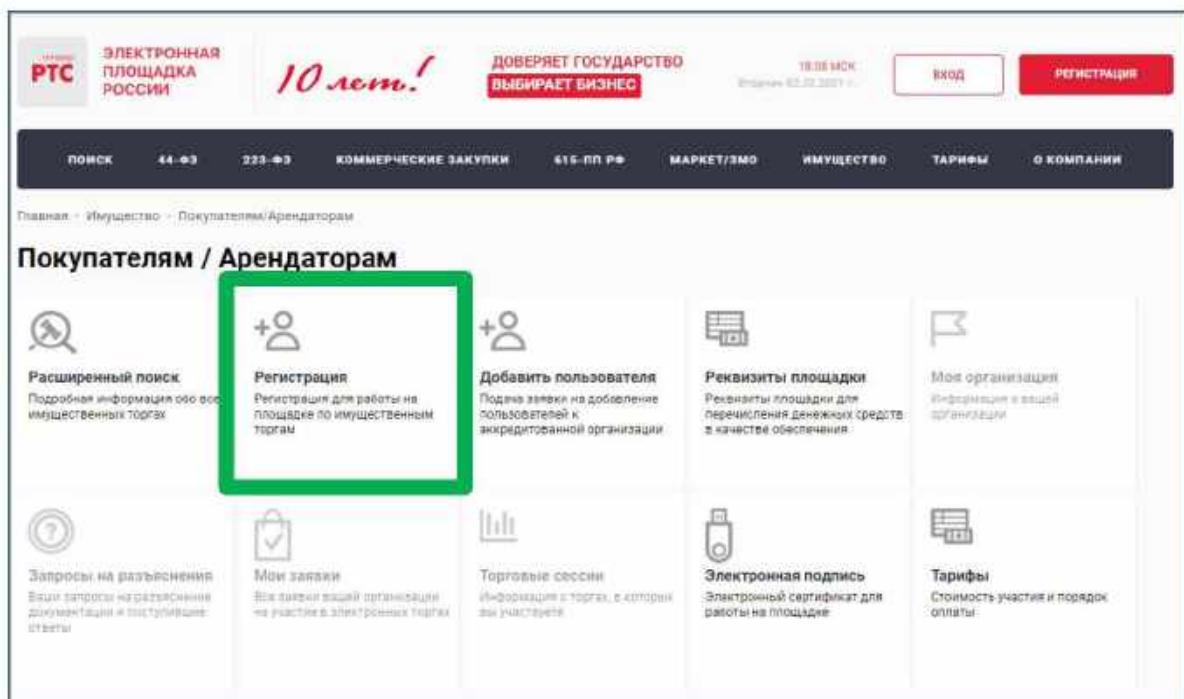 РТС
ЭЛЕКТРОННАЯ
ПЛОЩАДКА
РОССИИ
10 лет!
ДОВЕРЯЕТ ГОСУДАРСТВО
ВЫБИРАЕТ БИЗНЕС
18:08 МСК
ВХОД
РЕГИСТРАЦИЯ
ПОИСК 44-ФЗ 223-ФЗ КОММЕРЧЕСКИЕ ЗАКУПКИ 615-ПП РФ МАРКЕТ/ЗМО ИМУЩЕСТВО ТАРИФЫ О КОМПАНИИ
Главная - Имущество - Покупателям/Арендаторам
Покупателям / Арендаторам
Расширенный поиск
Подробная информация обо все
имущественных торгах
Регистрация
Регистрация для работы на
площадке по имущественным
торгам
Добавить пользователя
Подача заявки на добавление
пользователей к
аккредитованной организации
Реквизиты площадки
Реквизиты площадки для
перечисления денежных средств
в качестве обеспечения
Моя организация
Информация о вашей
организации
Запросы на разъяснения
Ваши запросы на разъяснение
документации и поступившие
ответы
Мои заявки
Все заявки вашей организации
на участие в электронных торгах
Торговые сессии
Информация о торгах, в которых
вы участвуете
Электронная подпись
Электронный сертификат для
работы на площадке
Тарифы
Стоимость участия и порядок
оплаты